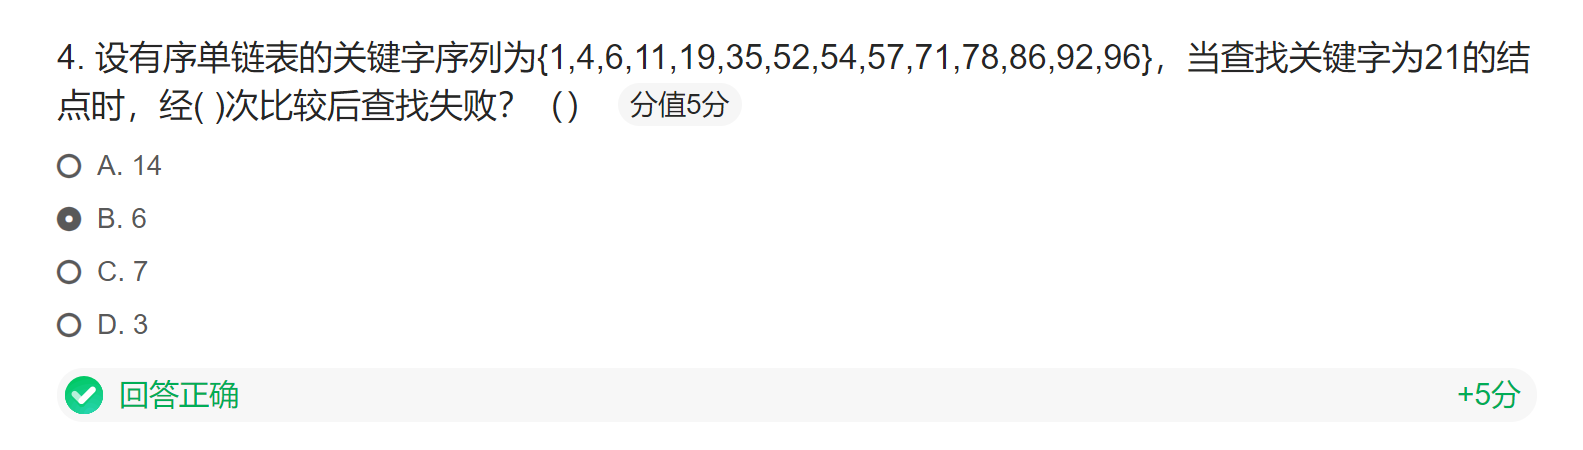 4. 设有序单链表的关键字序列为{1,4,6,11,19,35,52,54,57,71,78,86,92,96}，当查找关键字为21的结
点时，经( )次比较后查找失败？（） 分值5分
A. 14
B. 6
C. 7
D. 3
回答正确 +5分